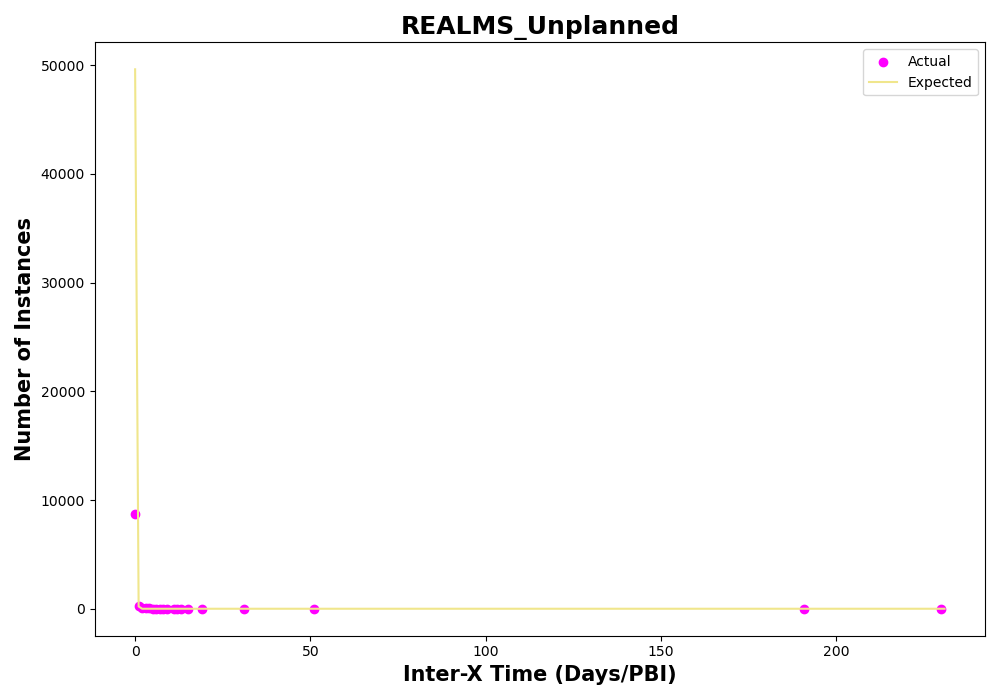 REALMS_Unplanned
Actual
Expected
50000
40000
30000
20000
10000
0
Number of Instances
0 50 100 150 200
Inter-X Time (Days/PBI)